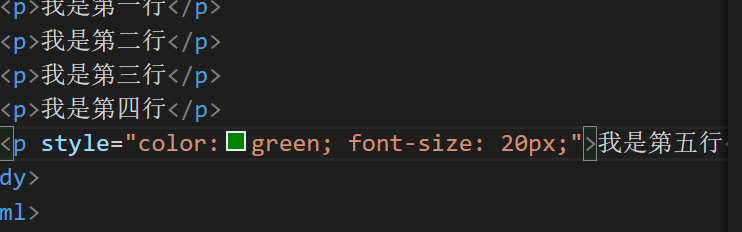 <p>我是第一行</p>
<p>我是第二行</p>
<p>我是第三行</p>
<p>我是第四行</p>
<p style="color:green; font-size: 20px;">我是第五行<
dy>
ml>